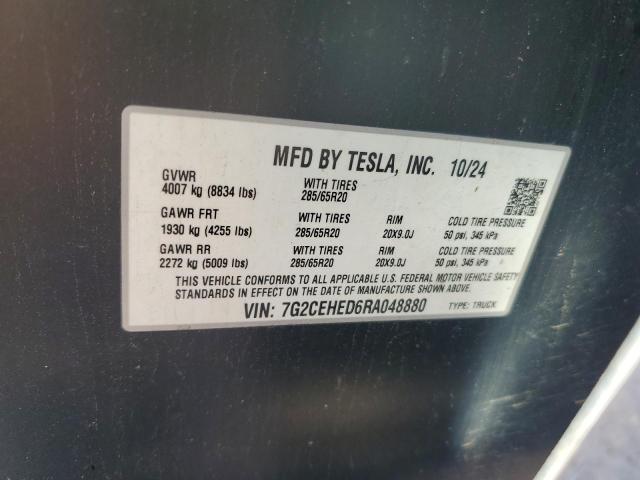 MFD BY TESLA, INC. 10/24
GVWR
4007 kg (8834 lbs)
WITH TIRES
285/65R20
GAWR FRT
1930 kg (4255 lbs)
WITH TIRES
285/65R20
RIM
20X9.0J
COLD TIRE PRESSURE
50 psi, 345 kPa
GAWR RR
2272 kg (5009 lbs)
WITH TIRES
285/65R20
RIM
20X9.0J
COLD TIRE PRESSURE
50 psi, 345 kPa
THIS VEHICLE CONFORMS TO ALL APPLICABLE U.S. FEDERAL MOTOR VEHICLE SAFETY
STANDARDS IN EFFECT ON THE DATE OF MANUFACTURE SHOWN ABOVE.
VIN: 7G2CEHED6RA048880 TYPE: TRUCK